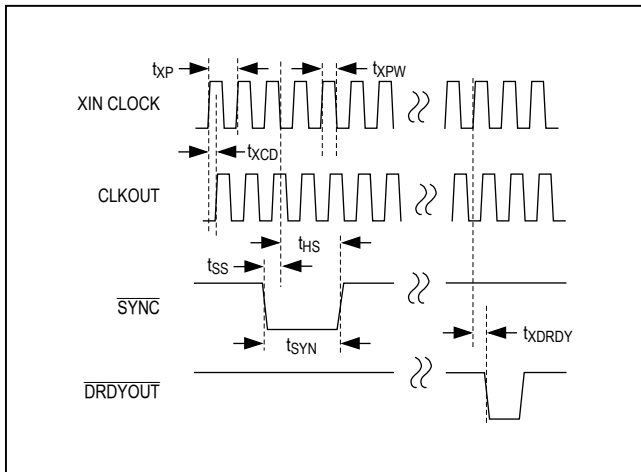 tXP
tXPW
XIN CLOCK
tXCD
CLKOUT
tHS
tSS
SYNC
tXDRDY
tSYN
DRDYOUT